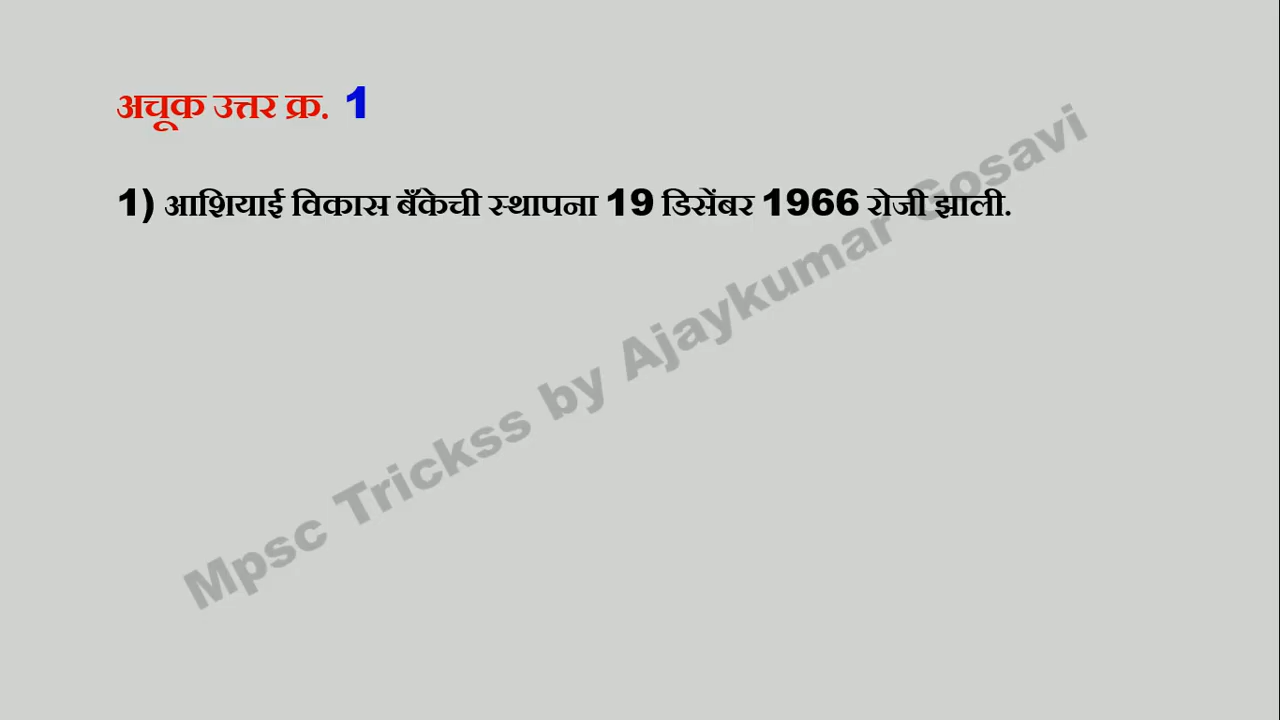 अचूक उत्तर क्र. 1
1) आशियाई विकास बँकेची स्थापना 19 डिसेंबर 1966 रोजी झाली.
Mpsc Trickss by Ajaykumar Gosavi